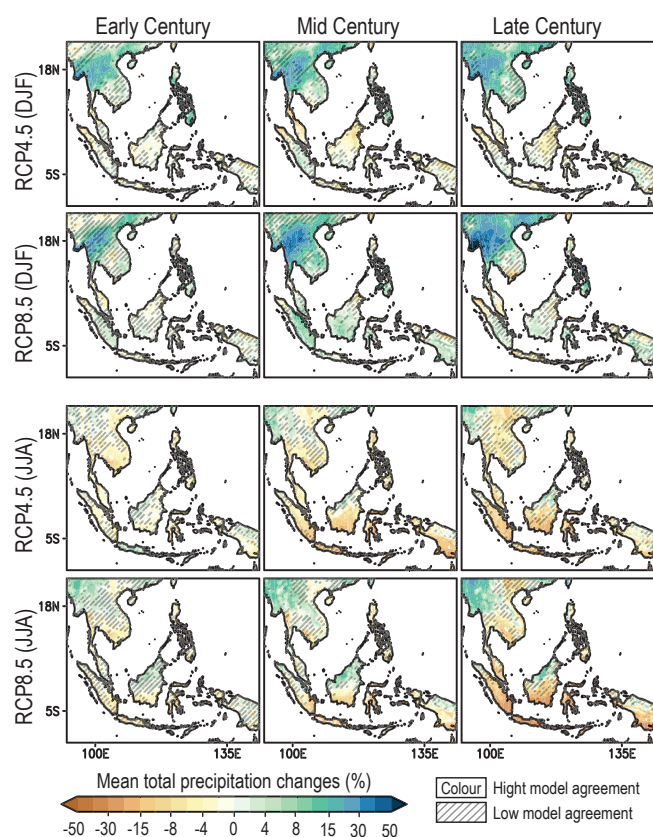 Early Century Mid Century Late Century
RCP4.5 (DJF)
18N
5S
RCP8.5 (DJF)
18N
5S
RCP4.5 (JJA)
18N
5S
RCP8.5 (JJA)
18N
5S
100E 135E 100E 135E 100E 135E
Mean total precipitation changes (%)
-50 -30 -15 -8 -4 0 4 8 15 30 50
Colour Hight model agreement
Low model agreement